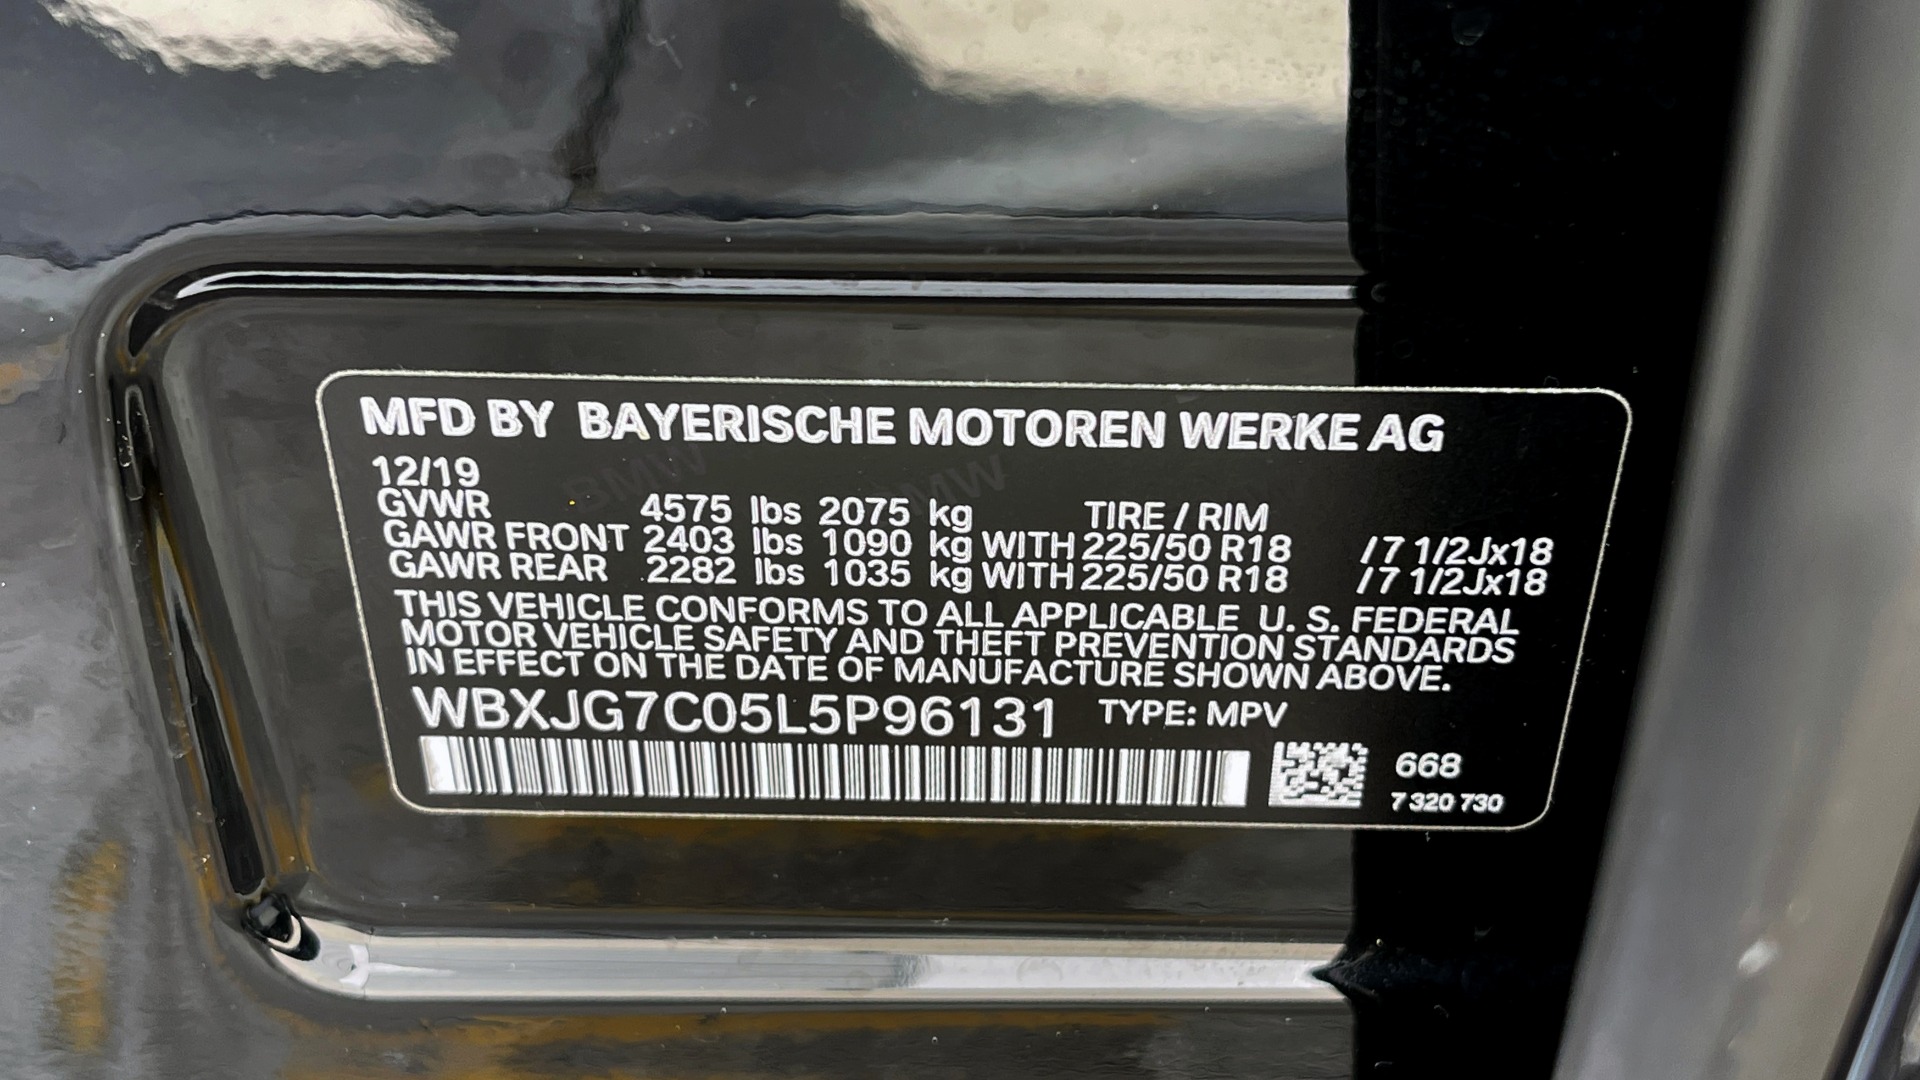 MFD BY BAYERISCHE MOTOREN WERKE AG
12/19
GVWR 4575 lbs 2075 kg TIRE / RIM
GAWR FRONT 2403 lbs 1090 kg WITH 225/50 R18 /7 1/2Jx18
GAWR REAR 2282 lbs 1035 kg WITH 225/50 R18 /7 1/2Jx18
THIS VEHICLE CONFORMS TO ALL APPLICABLE U. S. FEDERAL
MOTOR VEHICLE SAFETY AND THEFT PREVENTION STANDARDS
IN EFFECT ON THE DATE OF MANUFACTURE SHOWN ABOVE.
WBXJG7C05L5P96131 TYPE: MPV
668
7 320 730